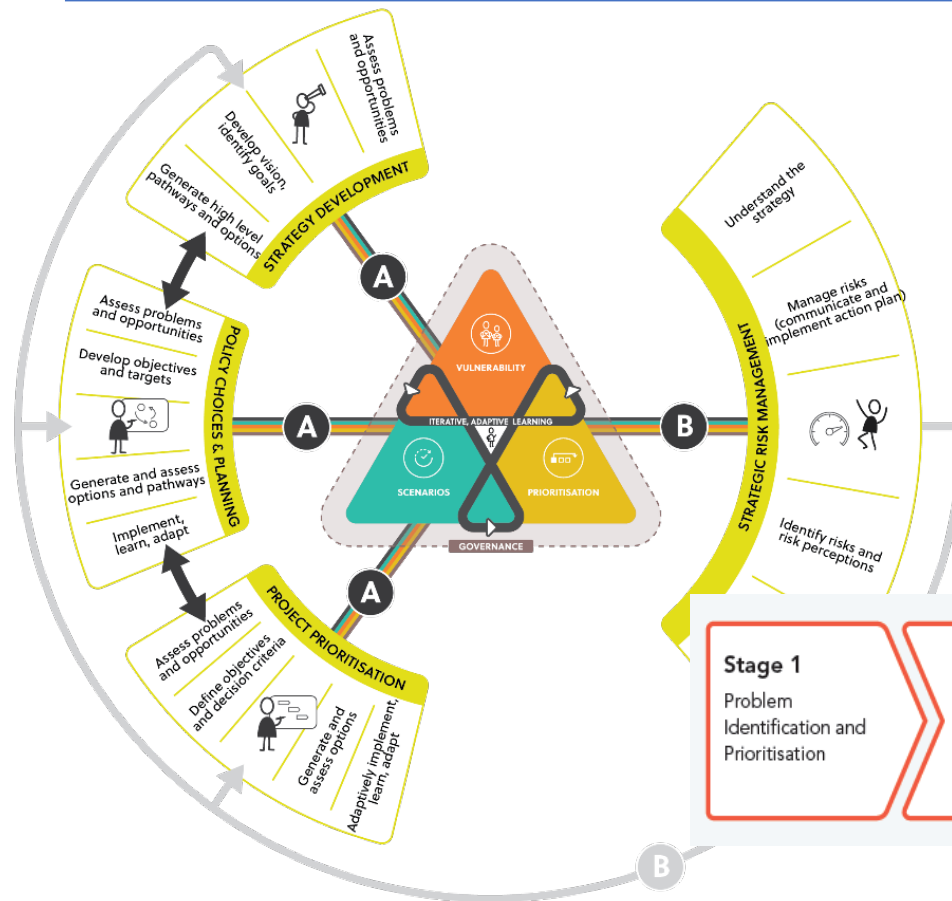 Assess problems
and opportunities
Develop vision,
identify goals
Generate high level
pathways and options
STRATEGY DEVELOPMENT
Assess problems
and opportunities
Develop objectives
and targets
Generate and assess
options and pathways
Implement,
learn, adapt
POLICY CHOICES & PLANNING
Assess problems
and opportunities
Define objectives
and decision criteria
Generate and
assess options
Adaptively implement,
learn, adapt
PROJECT PRIORITISATION
A
A
A
VULNERABILITY
ITERATIVE, ADAPTIVE LEARNING
SCENARIOS
PRIORITISATION
GOVERNANCE
B
STRATEGIC RISK MANAGEMENT
Understand the
strategy
Manage risks
(communicate and
implement action plan)
Identify risks and
risk perceptions
Stage 1
Problem
Identification and
Prioritisation
B